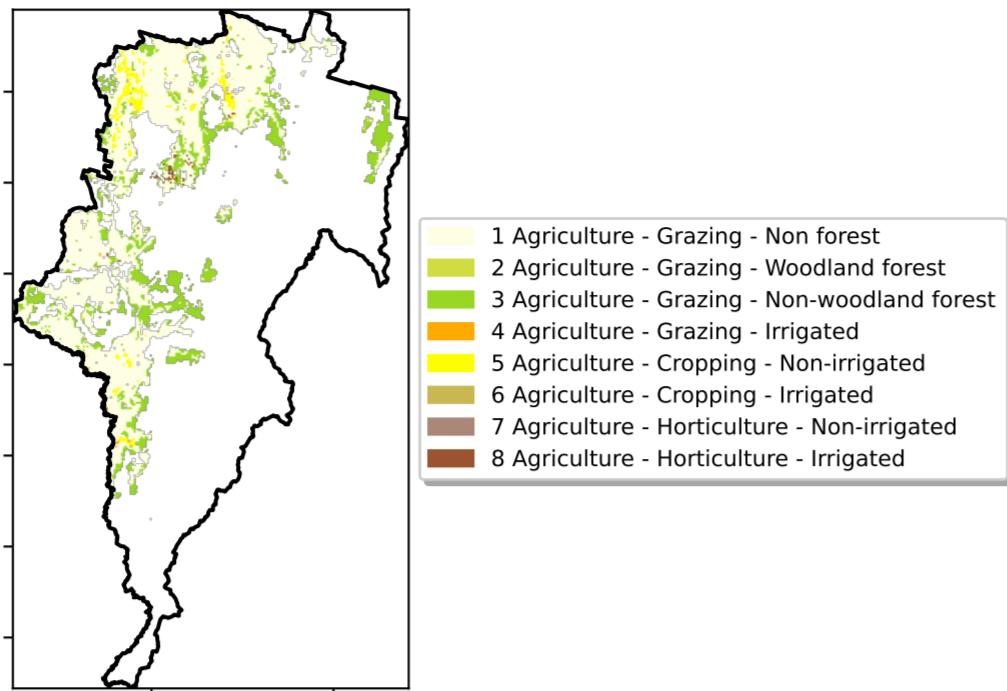 1 Agriculture - Grazing - Non forest
2 Agriculture - Grazing - Woodland forest
3 Agriculture - Grazing - Non-woodland forest
4 Agriculture - Grazing - Irrigated
5 Agriculture - Cropping - Non-irrigated
6 Agriculture - Cropping - Irrigated
7 Agriculture - Horticulture - Non-irrigated
8 Agriculture - Horticulture - Irrigated